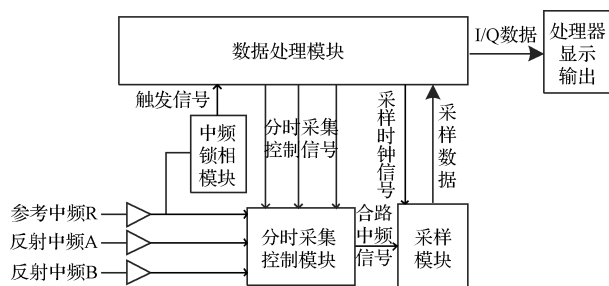 数据处理模块
I/Q数据
处理器
显示
输出
触发信号
分时采集
控制信号
采样时钟信号
采样数据
中频
锁相
模块
参考中频R
反射中频A
反射中频B
分时采集
控制模块
合路
中频
信号
采样
模块